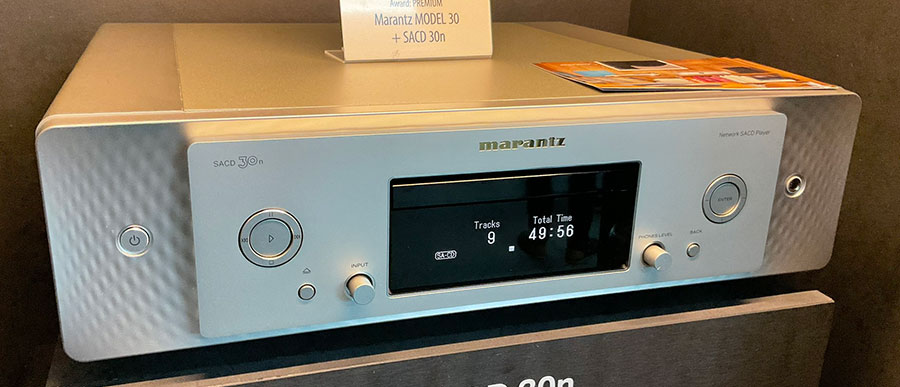 Award: PREMIUM
Marantz MODEL 30
+ SACD 30n
marantz
Network SACD Player
SACD 30n
Tracks
9
Total Time
49:56
SA-CD
ENTER
INPUT
PHONES LEVEL
BACK
30n